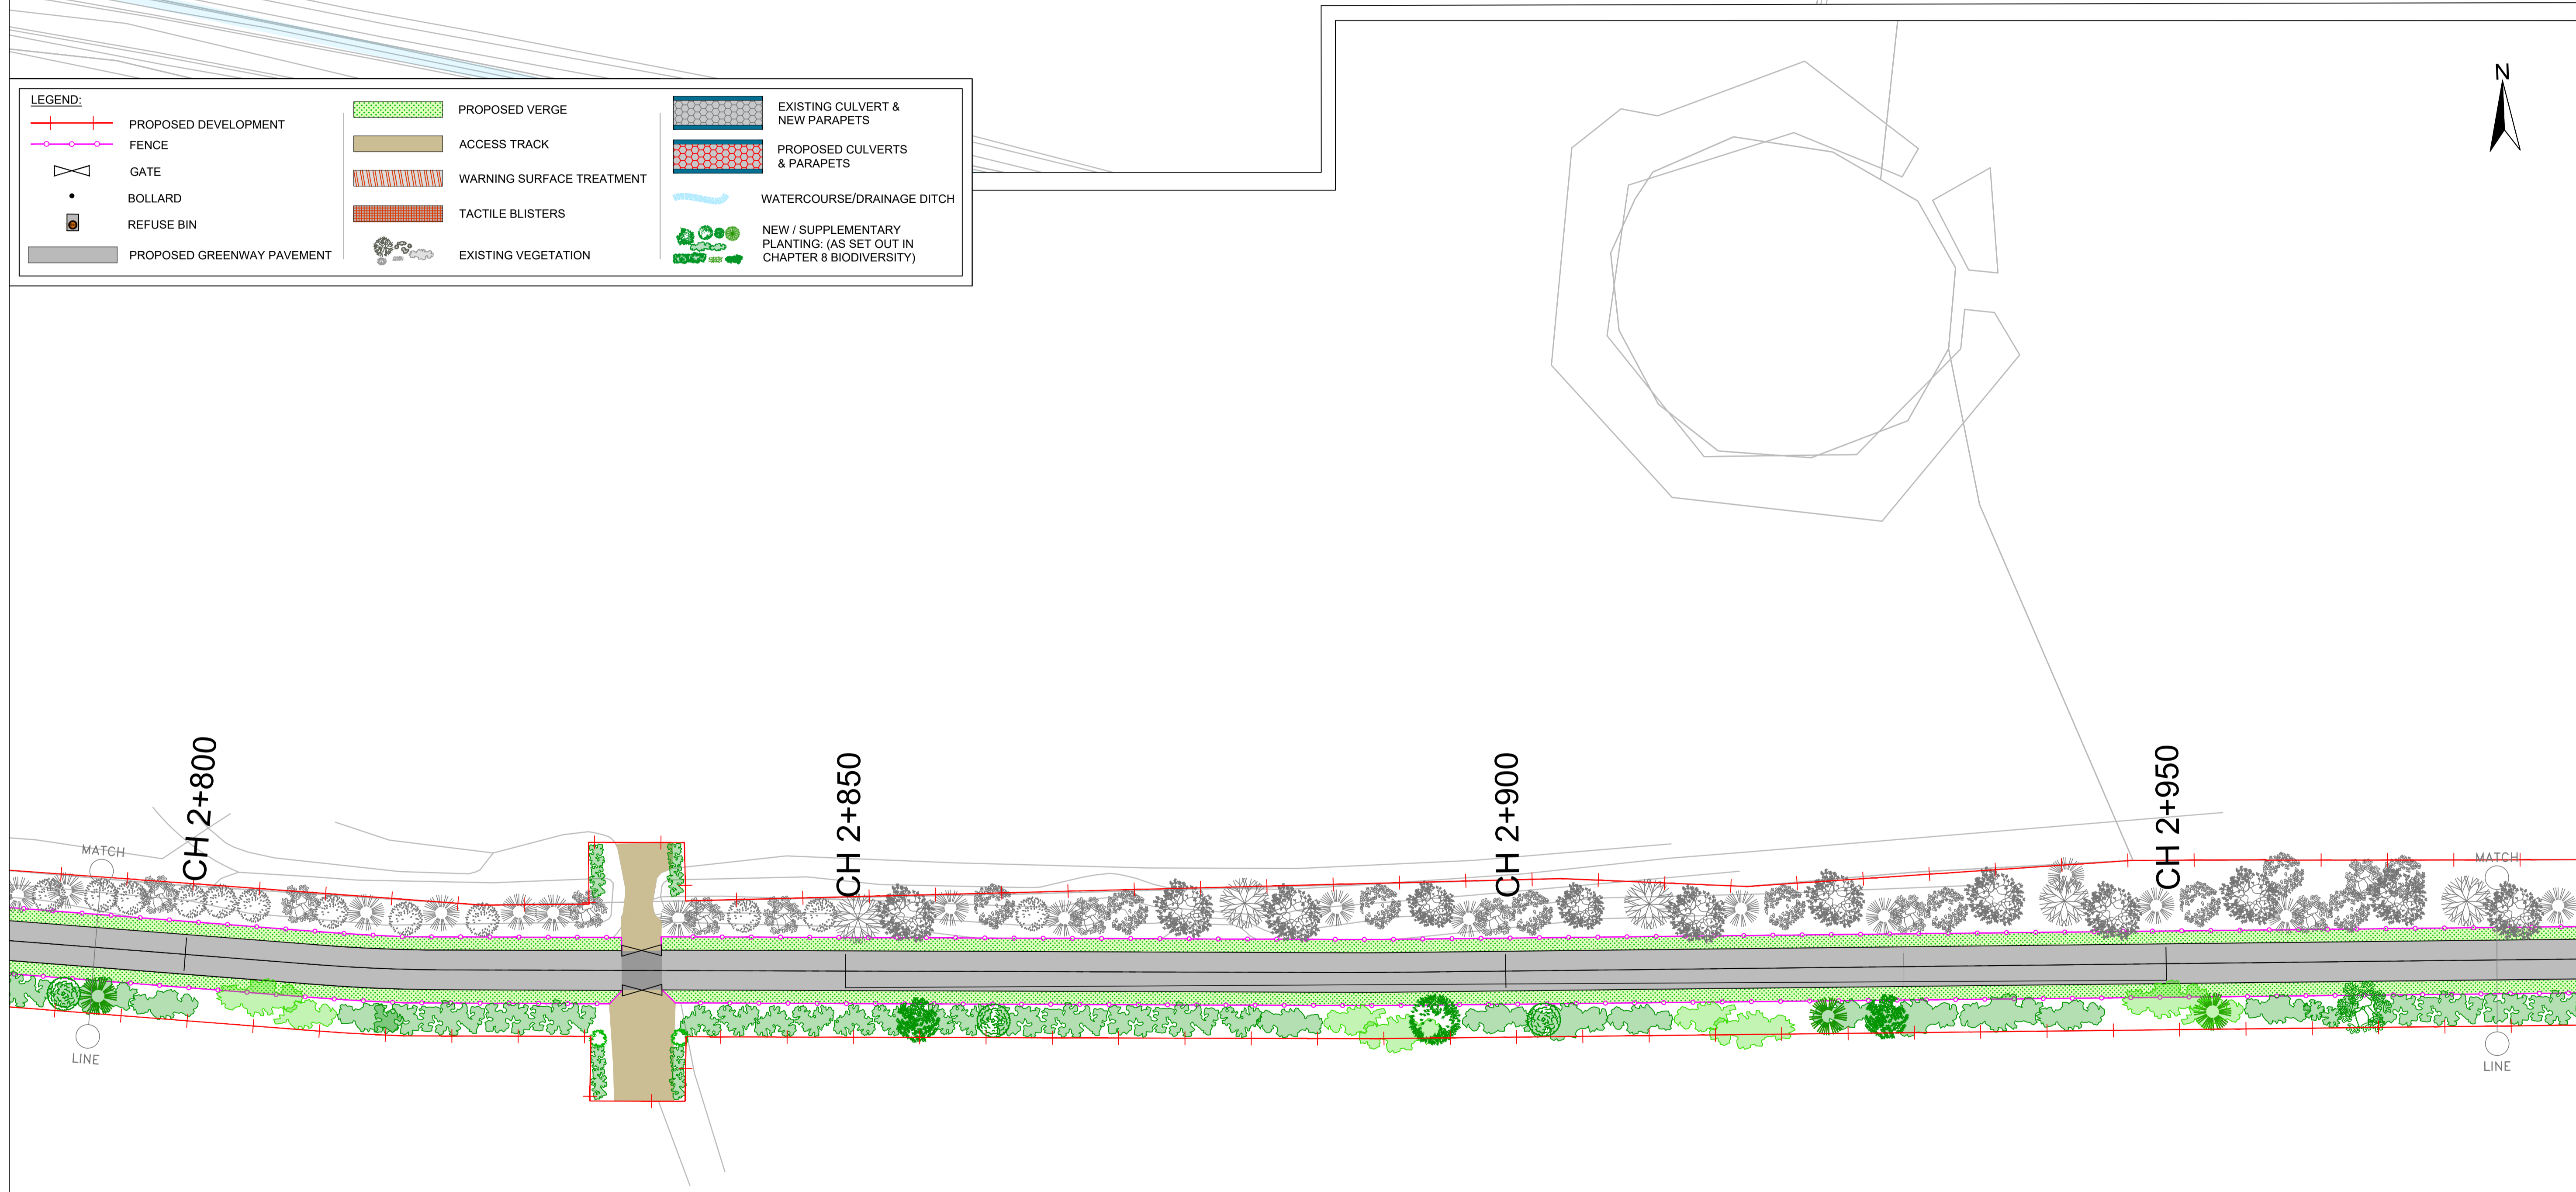 LEGEND:
PROPOSED DEVELOPMENT
FENCE
GATE
BOLLARD
REFUSE BIN
PROPOSED GREENWAY PAVEMENT
PROPOSED VERGE
ACCESS TRACK
WARNING SURFACE TREATMENT
TACTILE BLISTERS
EXISTING VEGETATION
EXISTING CULVERT &
NEW PARAPETS
PROPOSED CULVERTS
& PARAPETS
WATERCOURSE/DRAINAGE DITCH
NEW / SUPPLEMENTARY
PLANTING: (AS SET OUT IN
CHAPTER 8 BIODIVERSITY)
N
CH 2+800
CH 2+850
CH 2+900
CH 2+950
MATCH
LINE
MATCH
LINE